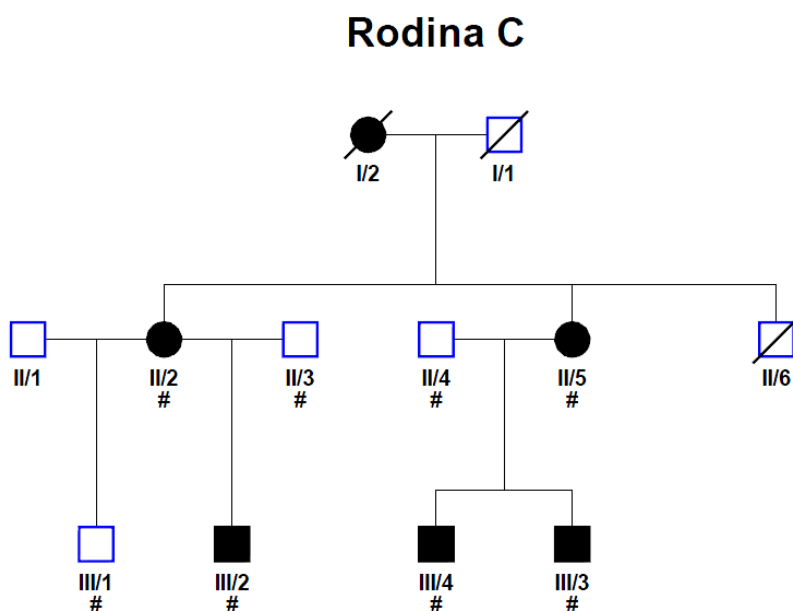 Rodina C
I/2 I/1
II/1 II/2 II/3 II/4 II/5 II/6
# # # #
III/1 III/2 III/4 III/3
# # # #